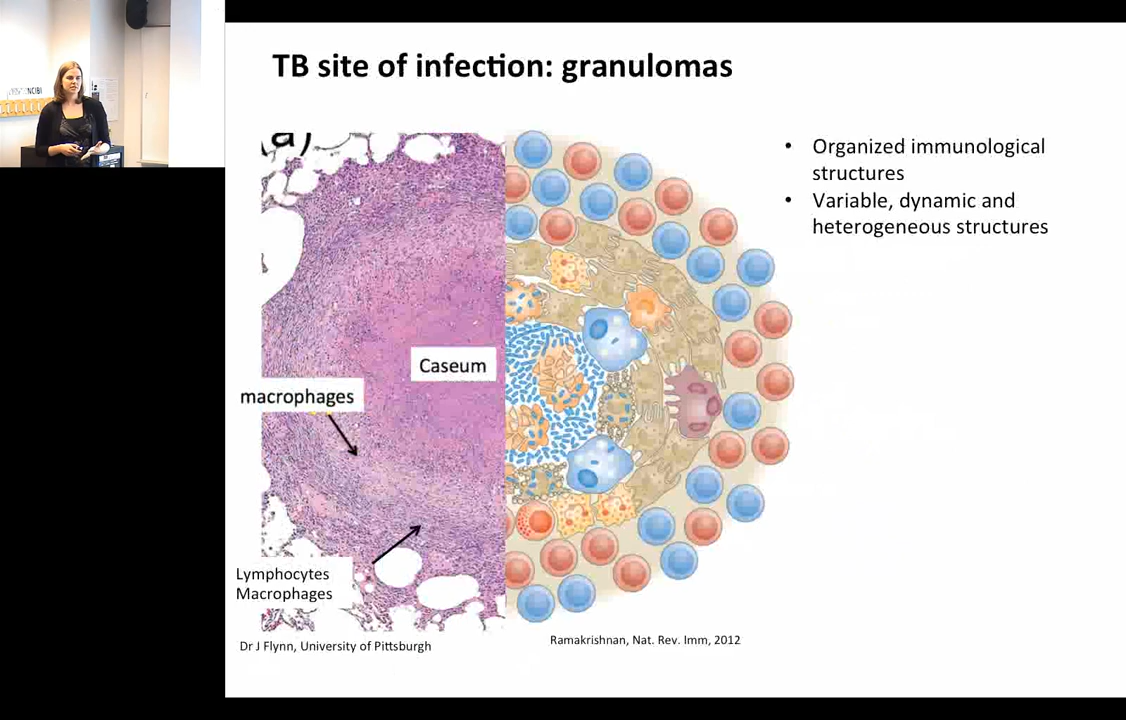 TB site of infection: granulomas
• Organized immunological
structures
• Variable, dynamic and
heterogeneous structures
Caseum
macrophages
Lymphocytes
Macrophages
Dr J Flynn, University of Pittsburgh
Ramakrishnan, Nat. Rev. Imm, 2012